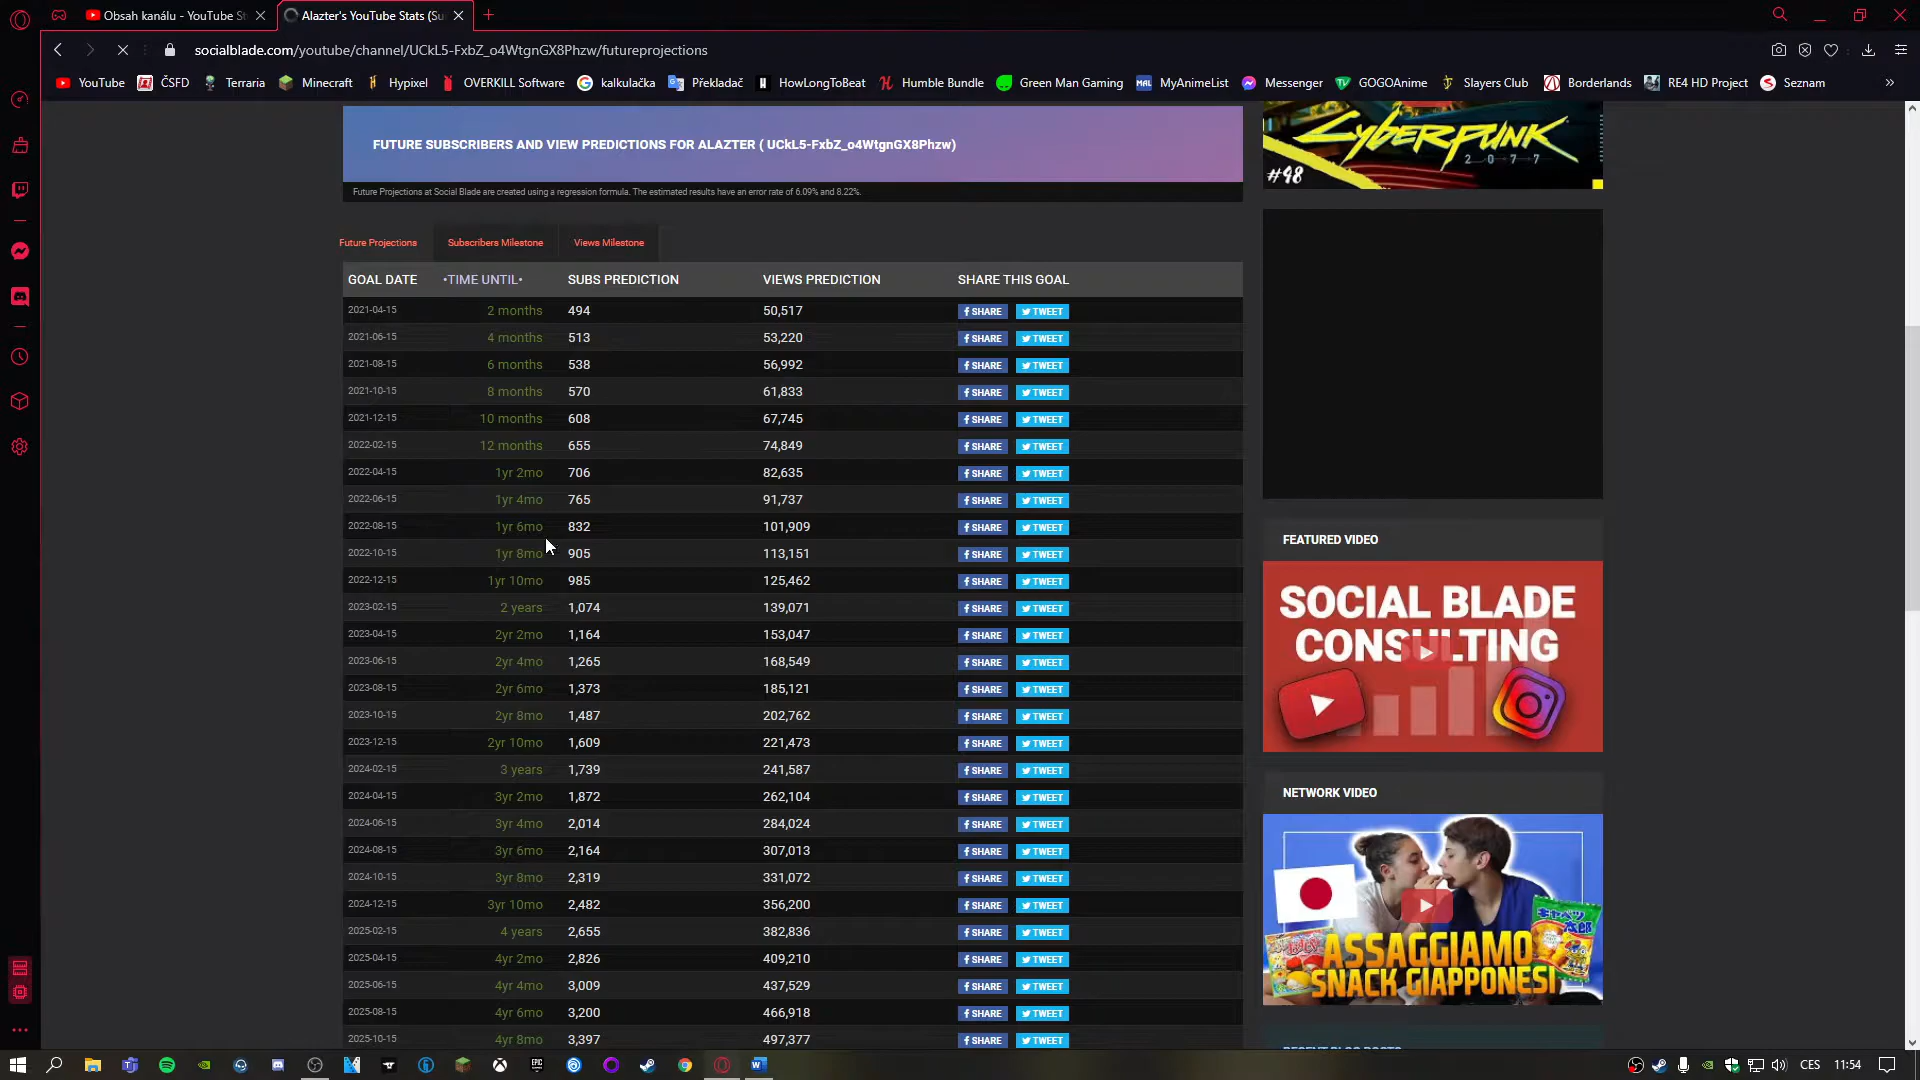 Obsah kanálu - YouTube St
Alazter's YouTube Stats (Su
socialblade.com/youtube/channel/UCkL5-FxbZ_o4WtgnGX8Phzw/futureprojections
YouTube ČSFD Terraria Minecraft Hypixel OVERKILL Software kalkulačka Překladač HowLongToBeat Humble Bundle Green Man Gaming MyAnimeList Messenger GOGOAnime Slayers Club Borderlands RE4 HD Project Seznam
FUTURE SUBSCRIBERS AND VIEW PREDICTIONS FOR ALAZTER ( UCkL5-FxbZ_o4WtgnGX8Phzw)
Future Projections at Social Blade are created using a regression formula. The estimated results have an error rate of 6.09% and 8.22%.
Future Projections Subscribers Milestone Views Milestone
GOAL DATE •TIME UNTIL• SUBS PREDICTION VIEWS PREDICTION SHARE THIS GOAL
2021-04-15 2 months 494 50,517 SHARE TWEET
2021-06-15 4 months 513 53,220 SHARE TWEET
2021-08-15 6 months 538 56,992 SHARE TWEET
2021-10-15 8 months 570 61,833 SHARE TWEET
2021-12-15 10 months 608 67,745 SHARE TWEET
2022-02-15 12 months 655 74,849 SHARE TWEET
2022-04-15 1yr 2mo 706 82,635 SHARE TWEET
2022-06-15 1yr 4mo 765 91,737 SHARE TWEET
2022-08-15 1yr 6mo 832 101,909 SHARE TWEET
2022-10-15 1yr 8mo 905 113,151 SHARE TWEET
2022-12-15 1yr 10mo 985 125,462 SHARE TWEET
2023-02-15 2 years 1,074 139,071 SHARE TWEET
2023-04-15 2yr 2mo 1,164 153,047 SHARE TWEET
2023-06-15 2yr 4mo 1,265 168,549 SHARE TWEET
2023-08-15 2yr 6mo 1,373 185,121 SHARE TWEET
2023-10-15 2yr 8mo 1,487 202,762 SHARE TWEET
2023-12-15 2yr 10mo 1,609 221,473 SHARE TWEET
2024-02-15 3 years 1,739 241,587 SHARE TWEET
2024-04-15 3yr 2mo 1,872 262,104 SHARE TWEET
2024-06-15 3yr 4mo 2,014 284,024 SHARE TWEET
2024-08-15 3yr 6mo 2,164 307,013 SHARE TWEET
2024-10-15 3yr 8mo 2,319 331,072 SHARE TWEET
2024-12-15 3yr 10mo 2,482 356,200 SHARE TWEET
2025-02-15 4 years 2,655 382,836 SHARE TWEET
2025-04-15 4yr 2mo 2,826 409,210 SHARE TWEET
2025-06-15 4yr 4mo 3,009 437,529 SHARE TWEET
2025-08-15 4yr 6mo 3,200 466,918 SHARE TWEET
2025-10-15 4yr 8mo 3,397 497,377 SHARE TWEET
CYBERPUNK
2077
#48
FEATURED VIDEO
SOCIAL BLADE
CONSULTING
NETWORK VIDEO
ASSAGGIAMO
SNACK GIAPPONESI
RECENT BLOG POSTS
CES 11:54